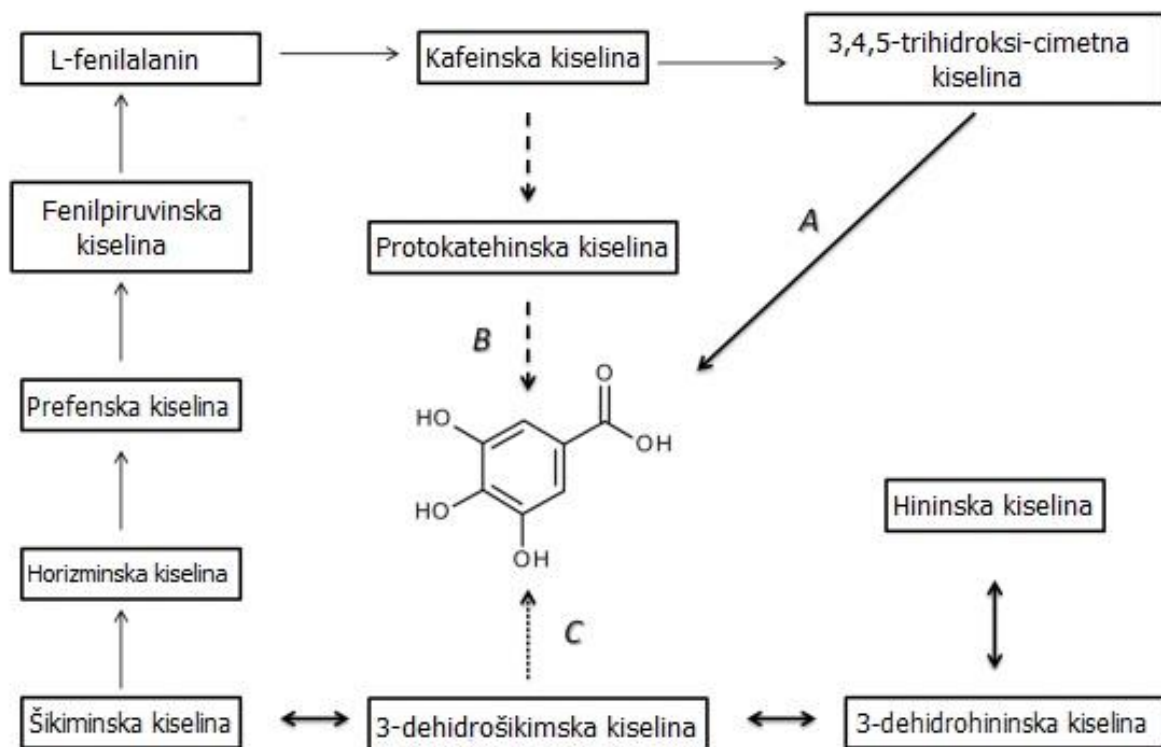 L-fenilalanin
Kafeinska kiselina
3,4,5-trihidroksi-cimetna
kiselina
Fenilpiruvinska
kiselina
Protokatehinska kiselina
A
B
Prefenska kiselina
O
HO
OH
HO
OH
Hininska kiselina
Horizminska kiselina
C
Šikiminska kiselina
3-dehidrošikimska kiselina
3-dehidrohininska kiselina